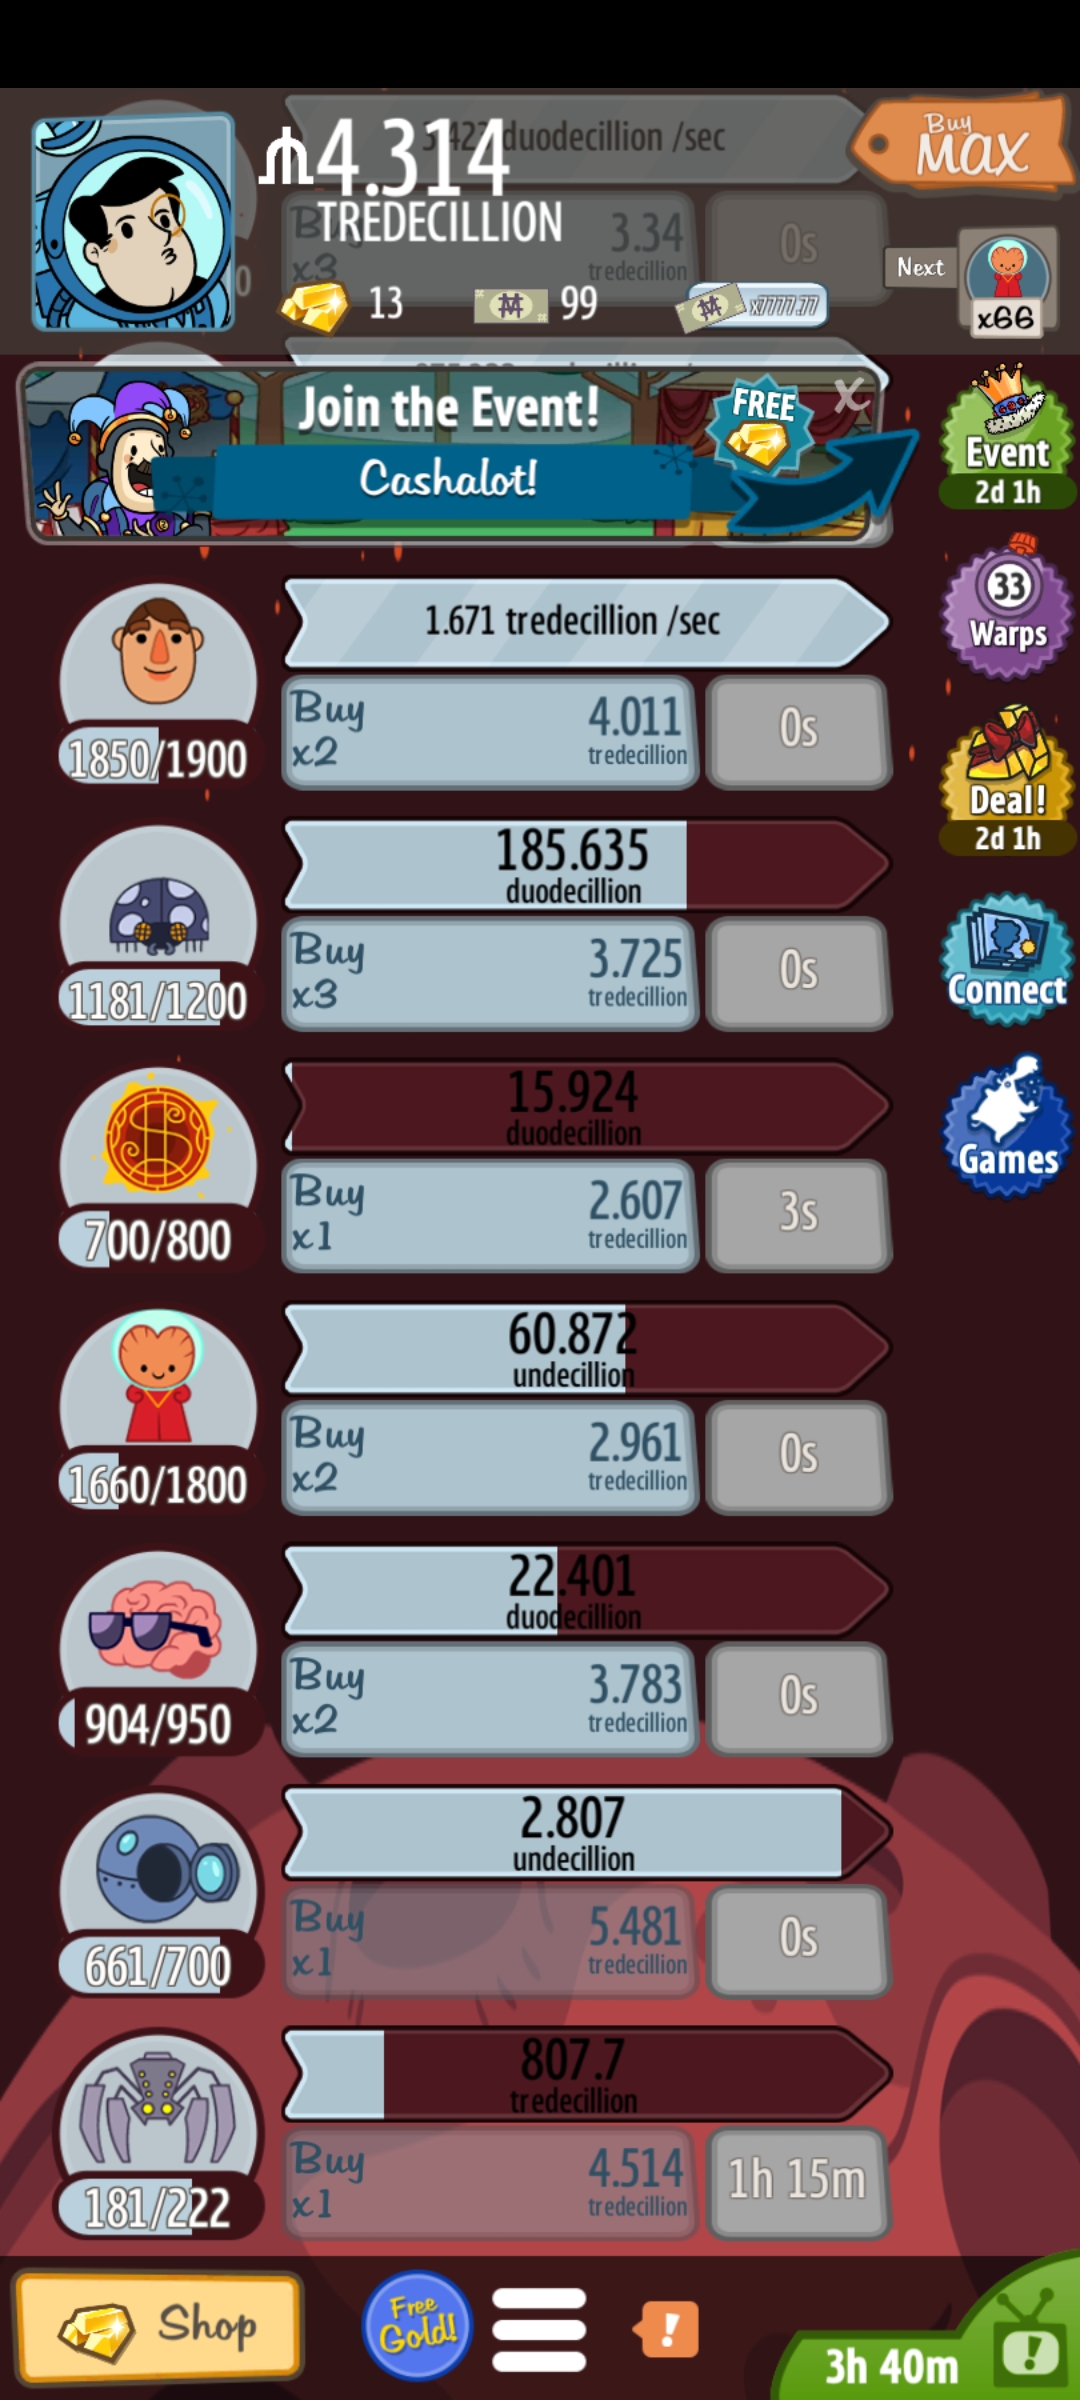 3.422 duodecillion /sec
₼4.314
TREDECILLION
Buy
MAX
Buy
x3
3.34
tredecillion
0s
Next
x66
13
99
x7777.77
Join the Event!
Cashalot!
FREE
X
Event
2d 1h
33
Warps
Deal!
2d 1h
Connect
Games
1.671 tredecillion /sec
1850/1900
Buy
x2
4.011
tredecillion
0s
185.635
duodecillion
1181/1200
Buy
x3
3.725
tredecillion
0s
15.924
duodecillion
700/800
Buy
x1
2.607
tredecillion
3s
60.872
undecillion
1660/1800
Buy
x2
2.961
tredecillion
0s
22.401
duodecillion
904/950
Buy
x2
3.783
tredecillion
0s
2.807
undecillion
661/700
Buy
x1
5.481
tredecillion
0s
807.7
tredecillion
181/222
Buy
x1
4.514
tredecillion
1h 15m
Shop
Free
Gold!
!
3h 40m
!